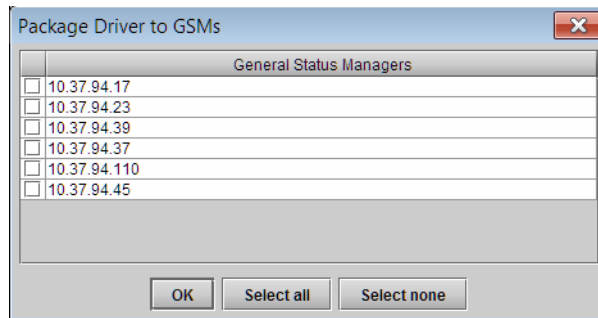 Package Driver to GSMs
General Status Managers
10.37.94.17
10.37.94.23
10.37.94.39
10.37.94.37
10.37.94.110
10.37.94.45
OK Select all Select none